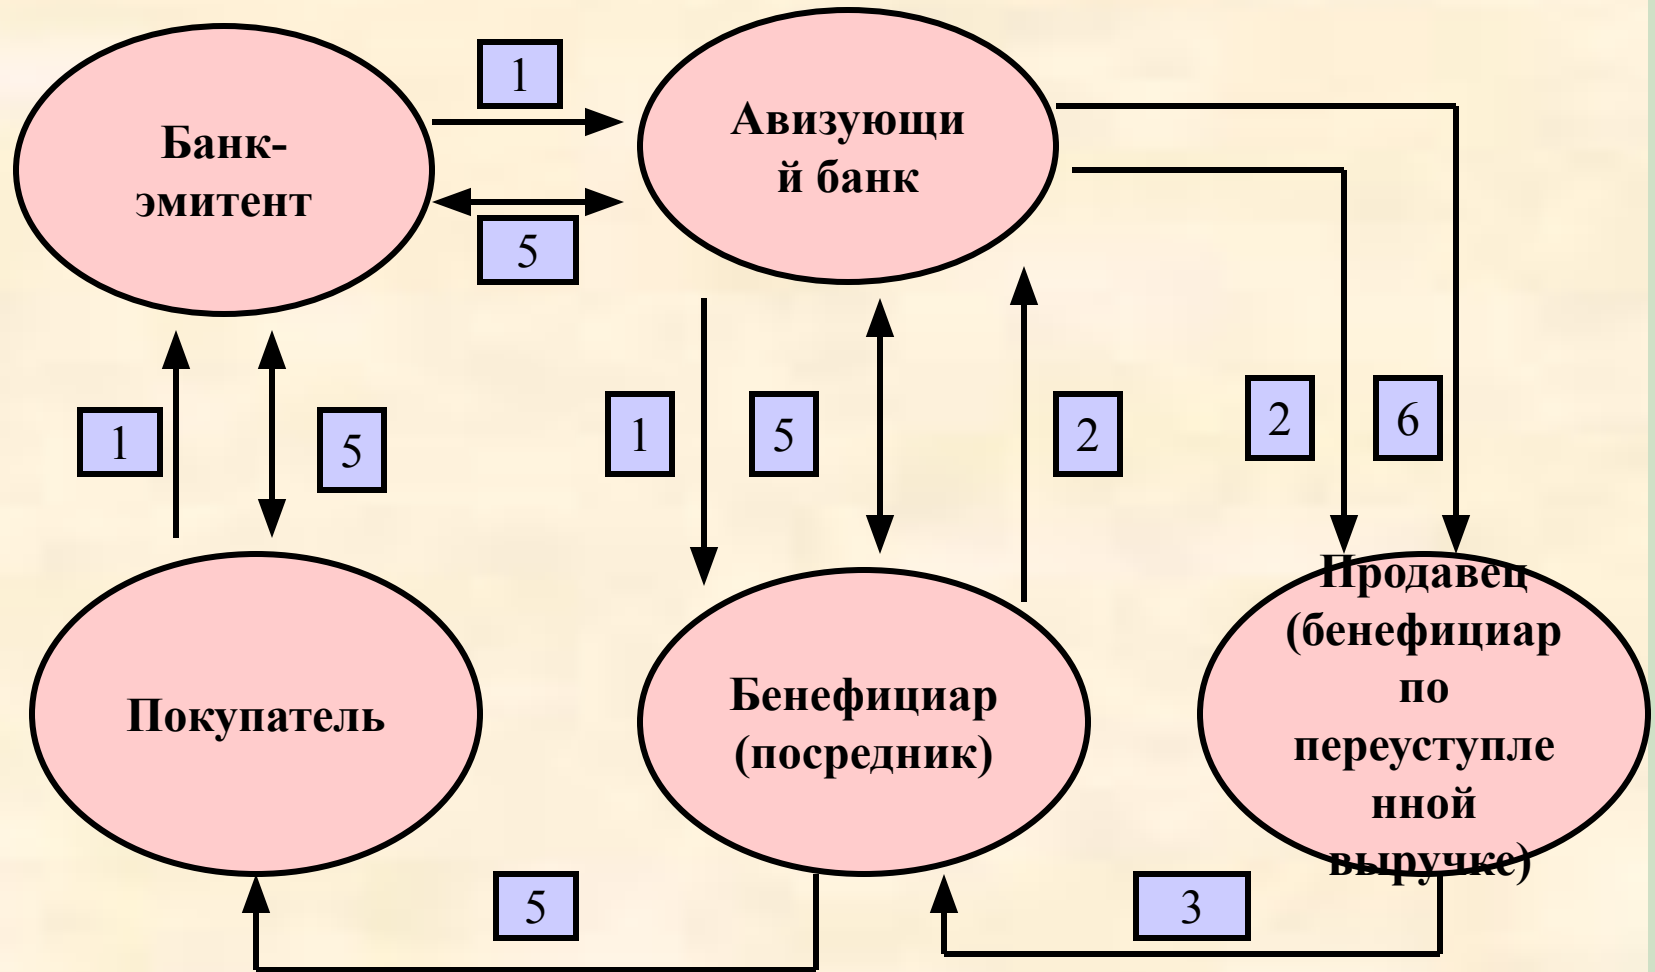 1
Банк-
эмитент
Авизующи
й банк
5
1
5
1
5
2
2
6
Покупатель
Бенефициар
(посредник)
Продавец
(бенефициар
по
переуступле
нной
выручке)
5
3